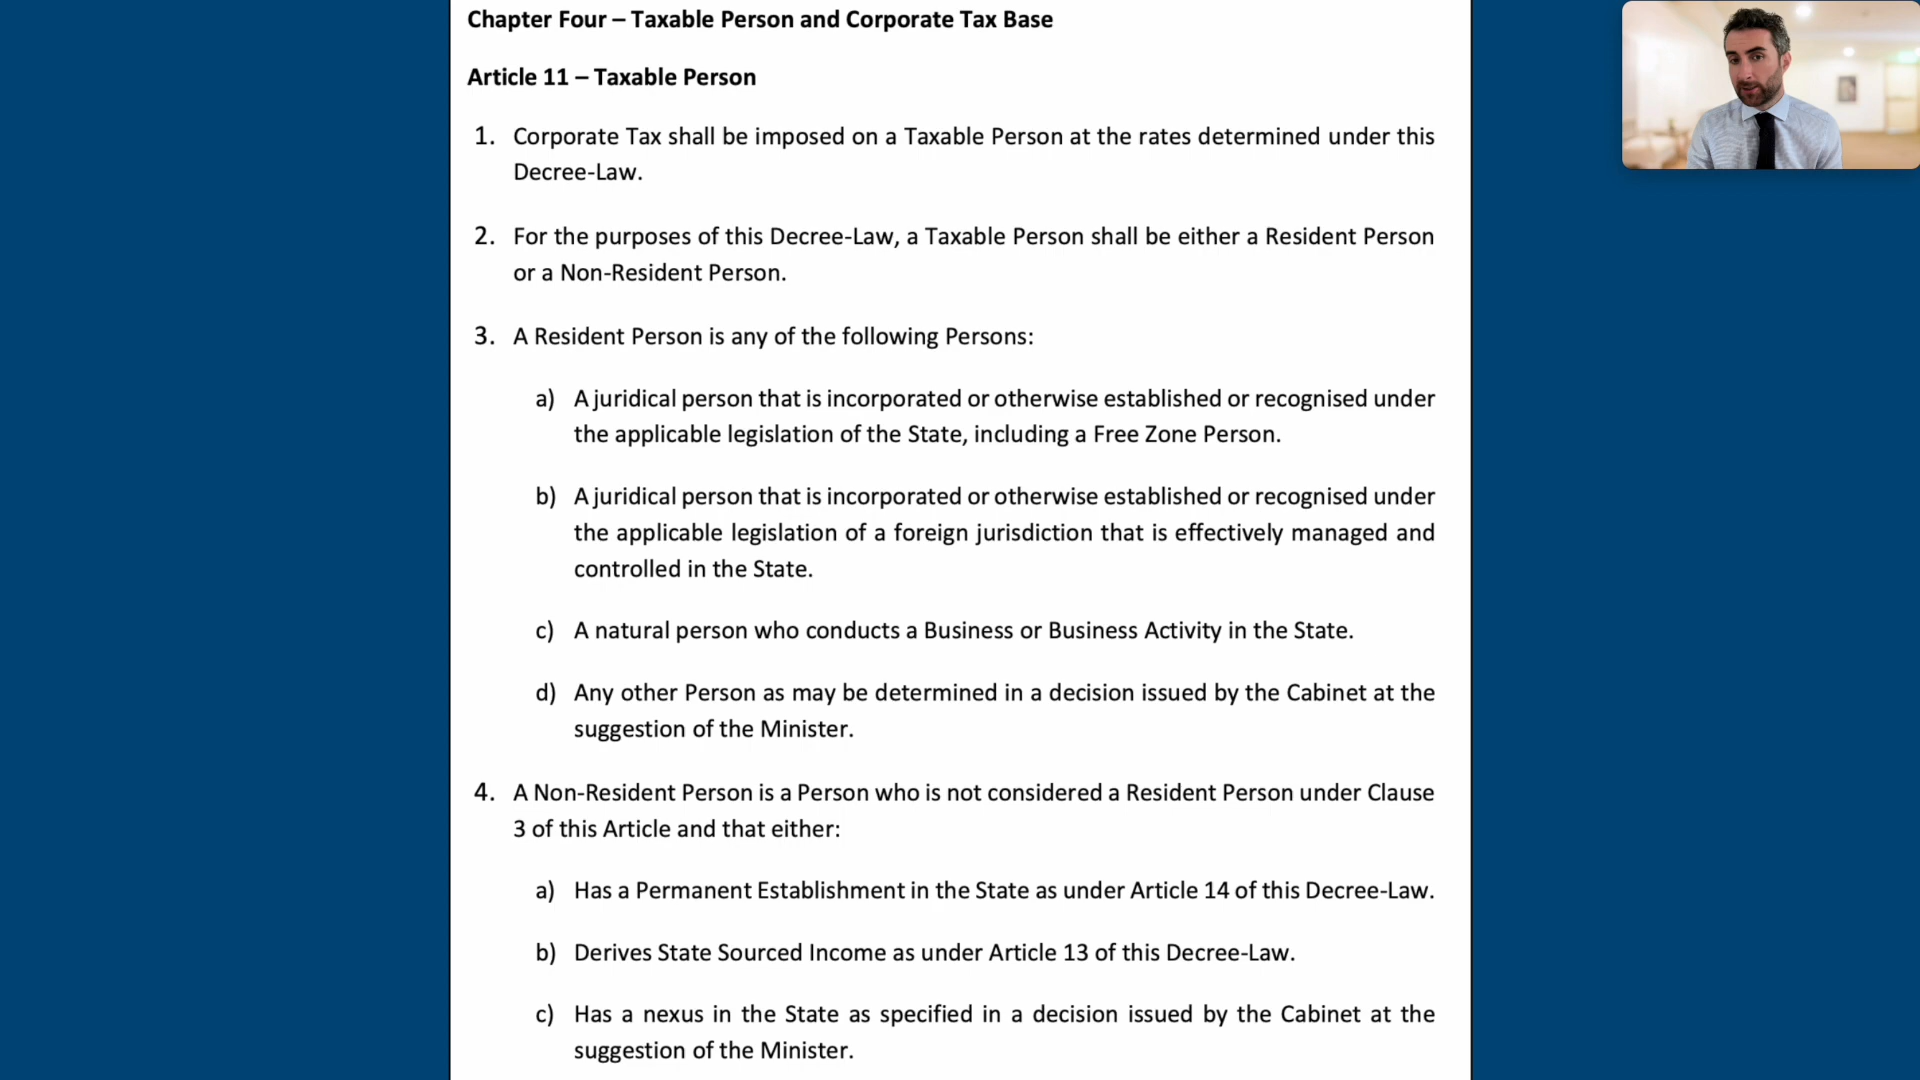 Chapter Four – Taxable Person and Corporate Tax Base
Article 11 – Taxable Person
1. Corporate Tax shall be imposed on a Taxable Person at the rates determined under this
Decree-Law.
2. For the purposes of this Decree-Law, a Taxable Person shall be either a Resident Person
or a Non-Resident Person.
3. A Resident Person is any of the following Persons:
a) A juridical person that is incorporated or otherwise established or recognised under
the applicable legislation of the State, including a Free Zone Person.
b) A juridical person that is incorporated or otherwise established or recognised under
the applicable legislation of a foreign jurisdiction that is effectively managed and
controlled in the State.
c) A natural person who conducts a Business or Business Activity in the State.
d) Any other Person as may be determined in a decision issued by the Cabinet at the
suggestion of the Minister.
4. A Non-Resident Person is a Person who is not considered a Resident Person under Clause
3 of this Article and that either:
a) Has a Permanent Establishment in the State as under Article 14 of this Decree-Law.
b) Derives State Sourced Income as under Article 13 of this Decree-Law.
c) Has a nexus in the State as specified in a decision issued by the Cabinet at the
suggestion of the Minister.